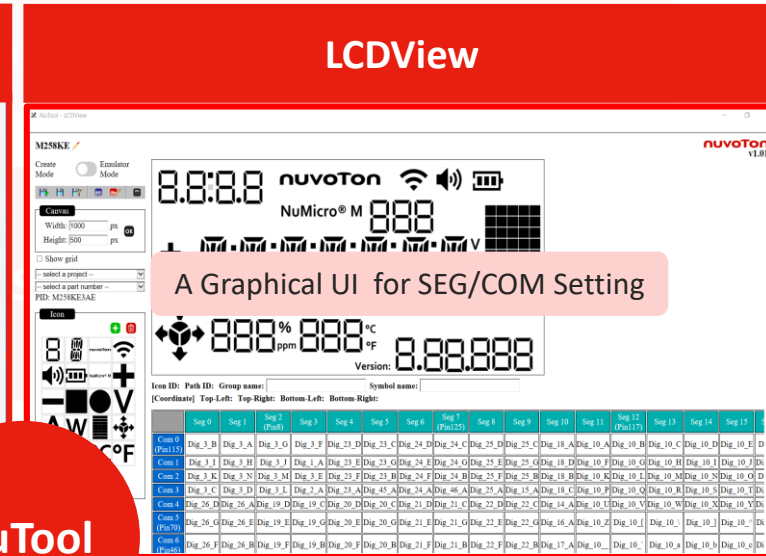 LCDView
NuTool - LCDView
M258KE
nuvoTon
v1.01
Create Mode
Emulator Mode
Canvas
Width: 1000 px
Height: 500 px
OK
Show grid
-- select a project --
-- select a part number --
PID: M258KE3AE
Icon
nuvoTon
NuMicro® M
V
A Graphical UI for SEG/COM Setting
%
ppm
°C
°F
Version:
Icon ID: Path ID: Group name: Symbol name:
[Coordinate] Top-Left: Top-Right: Bottom-Left: Bottom-Right:
Seg 0 Seg 1 Seg 2 (Pin8) Seg 3 Seg 4 Seg 5 Seg 6 Seg 7 (Pin125) Seg 8 Seg 9 Seg 10 Seg 11 Seg 12 (Pin117) Seg 13 Seg 14 Seg 15
Com 0 (Pin115) Dig_3_B Dig_3_A Dig_3_G Dig_3_F Dig_23_D Dig_23_C Dig_24_D Dig_24_C Dig_25_D Dig_25_C Dig_18_A Dig_10_A Dig_10_B Dig_10_C Dig_10_D Dig_10_E
Com 1 Dig_3_I Dig_3_H Dig_3_J Dig_1_A Dig_23_E Dig_23_G Dig_24_E Dig_24_G Dig_25_E Dig_25_G Dig_18_D Dig_10_F Dig_10_G Dig_10_H Dig_10_I Dig_10_J
Com 2 Dig_3_K Dig_3_N Dig_3_M Dig_3_E Dig_23_F Dig_23_B Dig_24_F Dig_24_B Dig_25_F Dig_25_B Dig_18_B Dig_10_K Dig_10_L Dig_10_M Dig_10_N Dig_10_O
Com 3 Dig_3_C Dig_3_D Dig_3_L Dig_2_A Dig_23_A Dig_45_A Dig_24_A Dig_46_A Dig_25_A Dig_15_A Dig_18_C Dig_10_P Dig_10_Q Dig_10_R Dig_10_S Dig_10_T
Com 4 Dig_26_D Dig_26_A Dig_19_D Dig_19_C Dig_20_D Dig_20_C Dig_21_D Dig_21_C Dig_22_D Dig_22_C Dig_14_A Dig_10_U Dig_10_V Dig_10_W Dig_10_X Dig_10_Y
Com 5 (Pin70) Dig_26_G Dig_26_E Dig_19_E Dig_19_G Dig_20_E Dig_20_G Dig_21_E Dig_21_G Dig_22_E Dig_22_G Dig_16_A Dig_10_Z Dig_10_[ Dig_10_\ Dig_10_] Dig_10_^
Com 6 (Pin46) Dig_26_F Dig_26_B Dig_19_F Dig_19_B Dig_20_F Dig_20_B Dig_21_F Dig_21_B Dig_22_F Dig_22_B Dig_17_A Dig_10__ Dig_10_` Dig_10_a Dig_10_b Dig_10_c
uTool